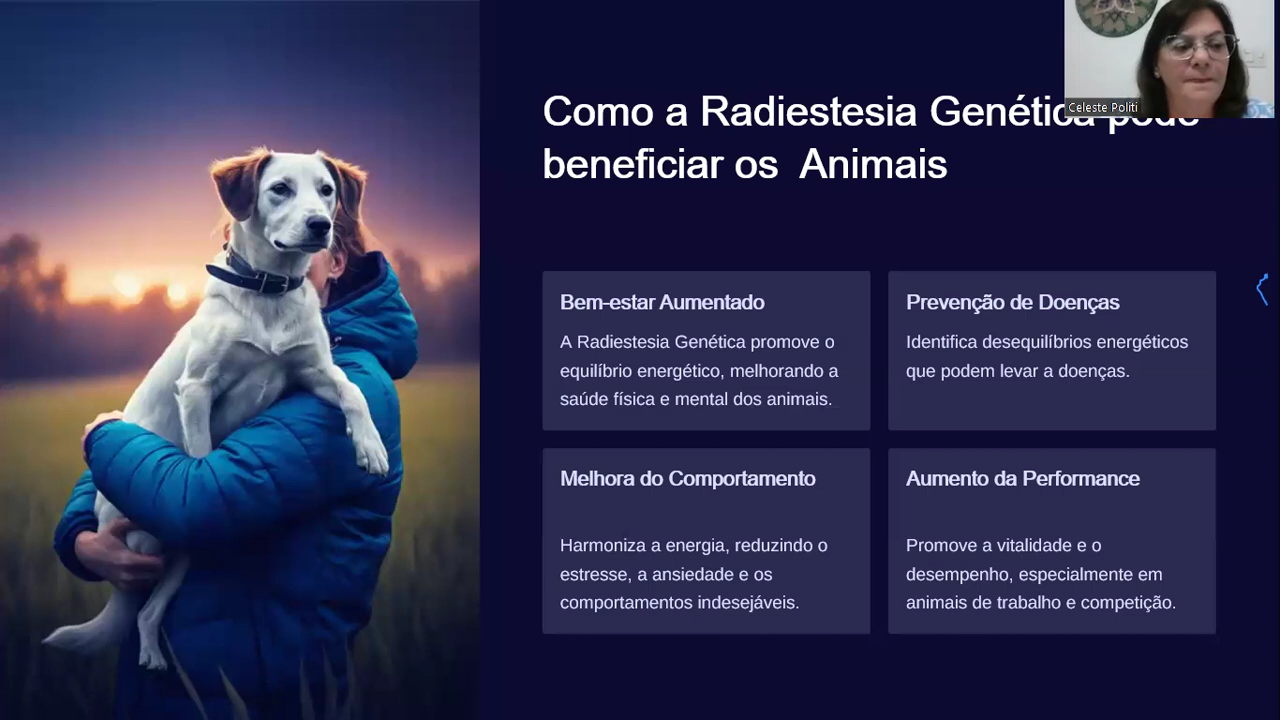 Celeste Politi
Como a Radiestesia Genética pode
beneficiar os Animais
Bem-estar Aumentado
A Radiestesia Genética promove o
equilíbrio energético, melhorando a
saúde física e mental dos animais.
Prevenção de Doenças
Identifica desequilíbrios energéticos
que podem levar a doenças.
Melhora do Comportamento
Harmoniza a energia, reduzindo o
estresse, a ansiedade e os
comportamentos indesejáveis.
Aumento da Performance
Promove a vitalidade e o
desempenho, especialmente em
animais de trabalho e competição.